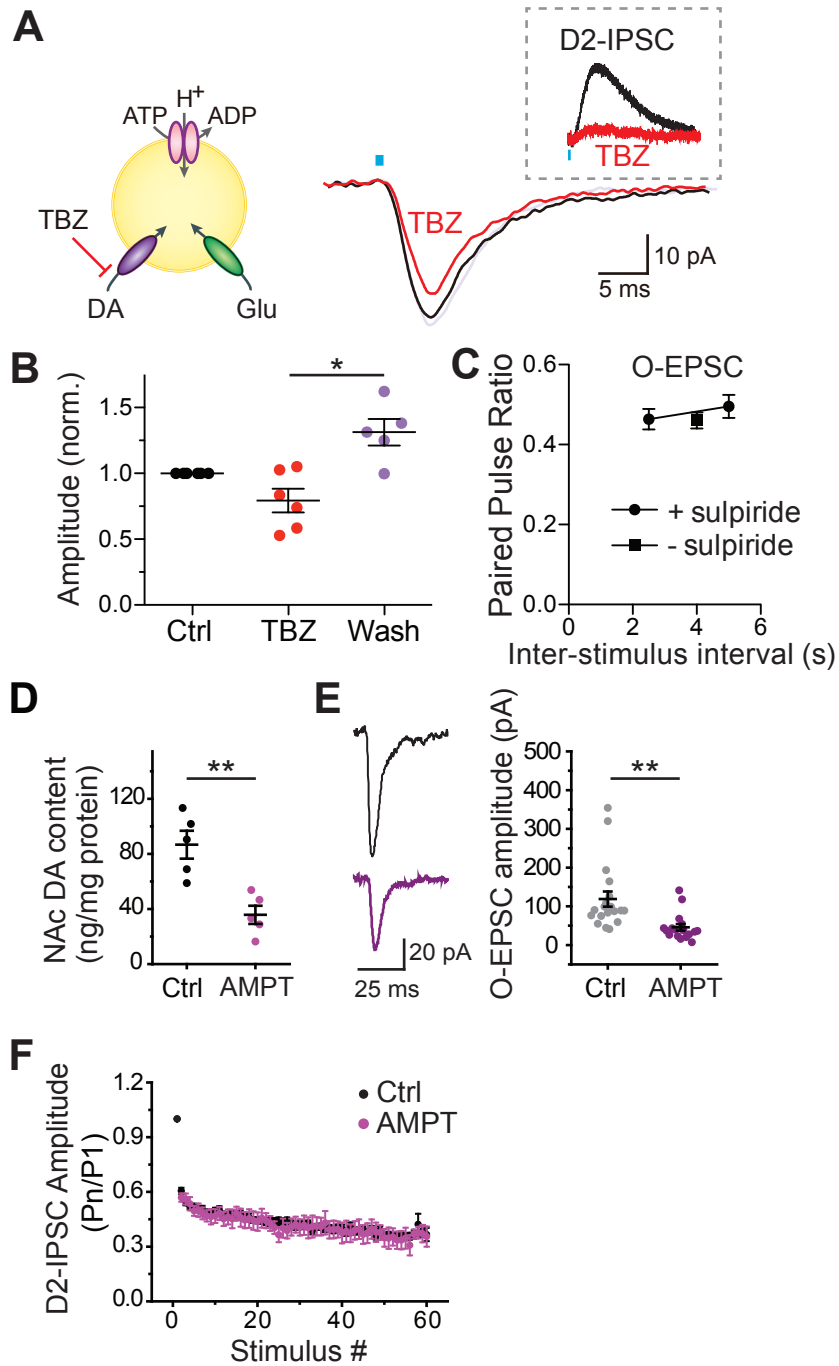 A
ATP
H+
ADP
TBZ
DA
Glu
TBZ
D2-IPSC
TBZ
10 pA
5 ms
B
Amplitude (norm.)
1.5
1.0
0.5
0.0
*
Ctrl
TBZ
Wash
C
O-EPSC
Paired Pulse Ratio
0.6
0.4
0.2
0.0
+ sulpiride
- sulpiride
0
2
4
6
Inter-stimulus interval (s)
D
NAc DA content
(ng/mg protein)
120
80
40
0
**
Ctrl
AMPT
E
20 pA
25 ms
O-EPSC amplitude (pA)
500
400
300
200
100
0
**
Ctrl
AMPT
F
D2-IPSC Amplitude
(Pn/P1)
1.2
0.9
0.6
0.3
0.0
Ctrl
AMPT
0
20
40
60
Stimulus #